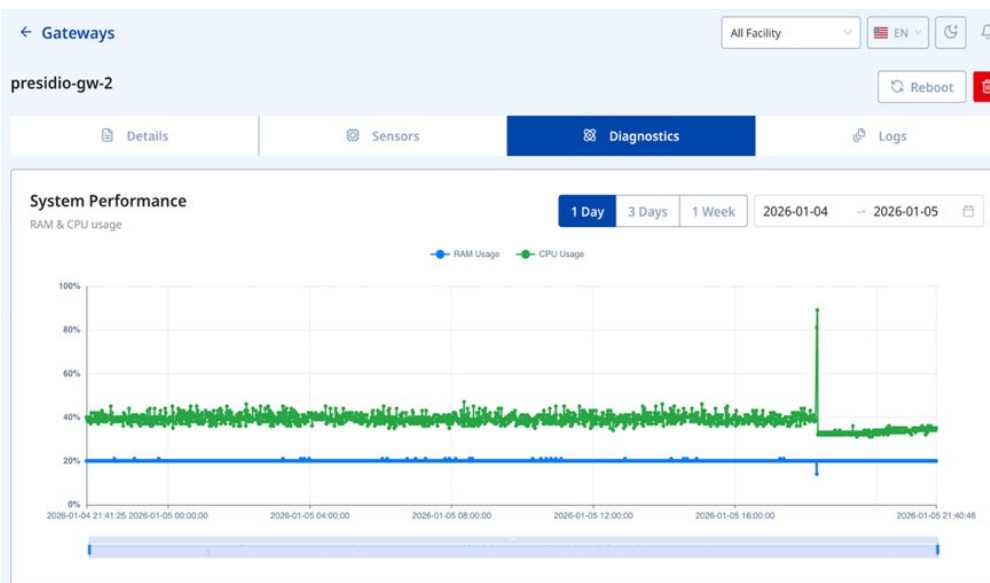 ← Gateways
All Facility
EN
presidio-gw-2
Reboot
Details
Sensors
Diagnostics
Logs
System Performance
RAM & CPU usage
1 Day
3 Days
1 Week
2026-01-04 → 2026-01-05
RAM Usage
CPU Usage
100%
80%
60%
40%
20%
0%
2026-01-04 21:41:25 2026-01-05 00:00:00 2026-01-05 04:00:00 2026-01-05 08:00:00 2026-01-05 12:00:00 2026-01-05 16:00:00 2026-01-05 21:40:46